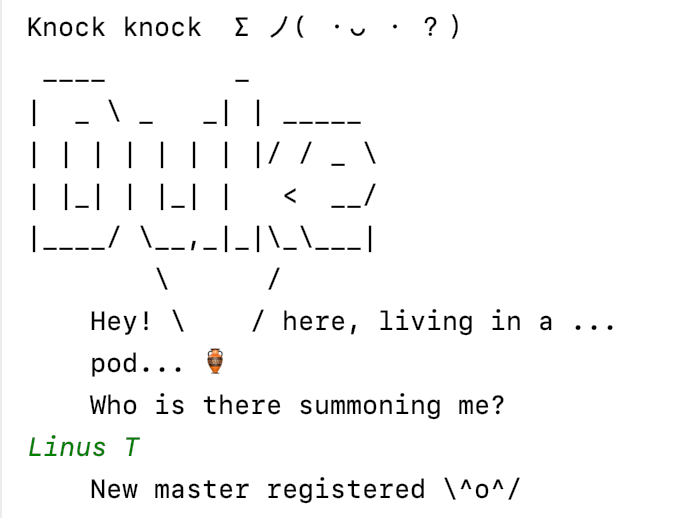 Knock knock  Σ ノ( ・ᴗ ・ ? )
 ____        _
|  _ \ _   _| | _____
| | | | | | | |/ / _ \
| |_| | |_| |   <  __/
|____/ \__,_|_|\_\___|
        \      /
    Hey! \    / here, living in a ...
    pod... 🏺
    Who is there summoning me?
Linus T
    New master registered \^o^/